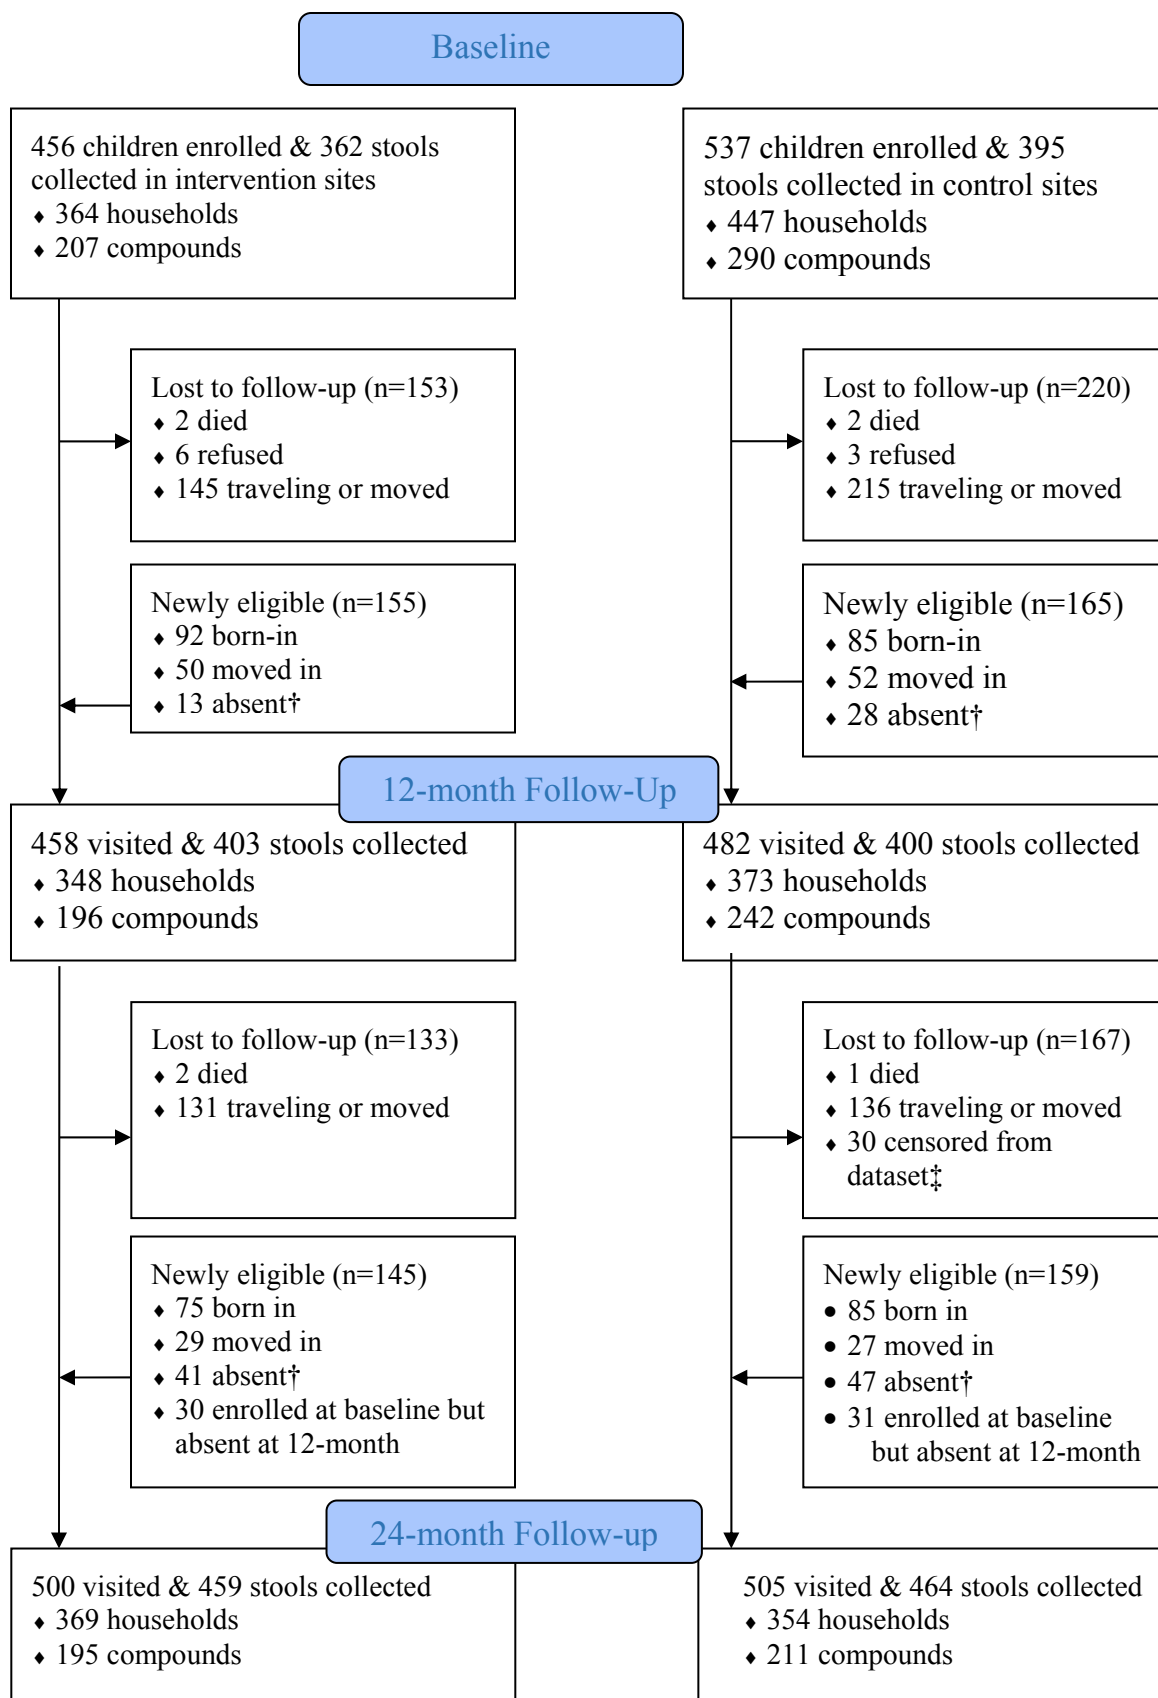 Baseline
456 children enrolled & 362 stools
collected in intervention sites
♦ 364 households
♦ 207 compounds
537 children enrolled & 395
stools collected in control sites
♦ 447 households
♦ 290 compounds
Lost to follow-up (n=153)
♦ 2 died
♦ 6 refused
♦ 145 traveling or moved
Lost to follow-up (n=220)
♦ 2 died
♦ 3 refused
♦ 215 traveling or moved
Newly eligible (n=155)
♦ 92 born-in
♦ 50 moved in
♦ 13 absent†
Newly eligible (n=165)
♦ 85 born-in
♦ 52 moved in
♦ 28 absent†
12-month Follow-Up
458 visited & 403 stools collected
♦ 348 households
♦ 196 compounds
482 visited & 400 stools collected
♦ 373 households
♦ 242 compounds
Lost to follow-up (n=133)
♦ 2 died
♦ 131 traveling or moved
Lost to follow-up (n=167)
♦ 1 died
♦ 136 traveling or moved
♦ 30 censored from
dataset‡
Newly eligible (n=145)
♦ 75 born in
♦ 29 moved in
♦ 41 absent†
♦ 30 enrolled at baseline but
absent at 12-month
Newly eligible (n=159)
• 85 born in
• 27 moved in
• 47 absent†
• 31 enrolled at baseline
but absent at 12-month
24-month Follow-up
500 visited & 459 stools collected
♦ 369 households
♦ 195 compounds
505 visited & 464 stools collected
♦ 354 households
♦ 211 compounds